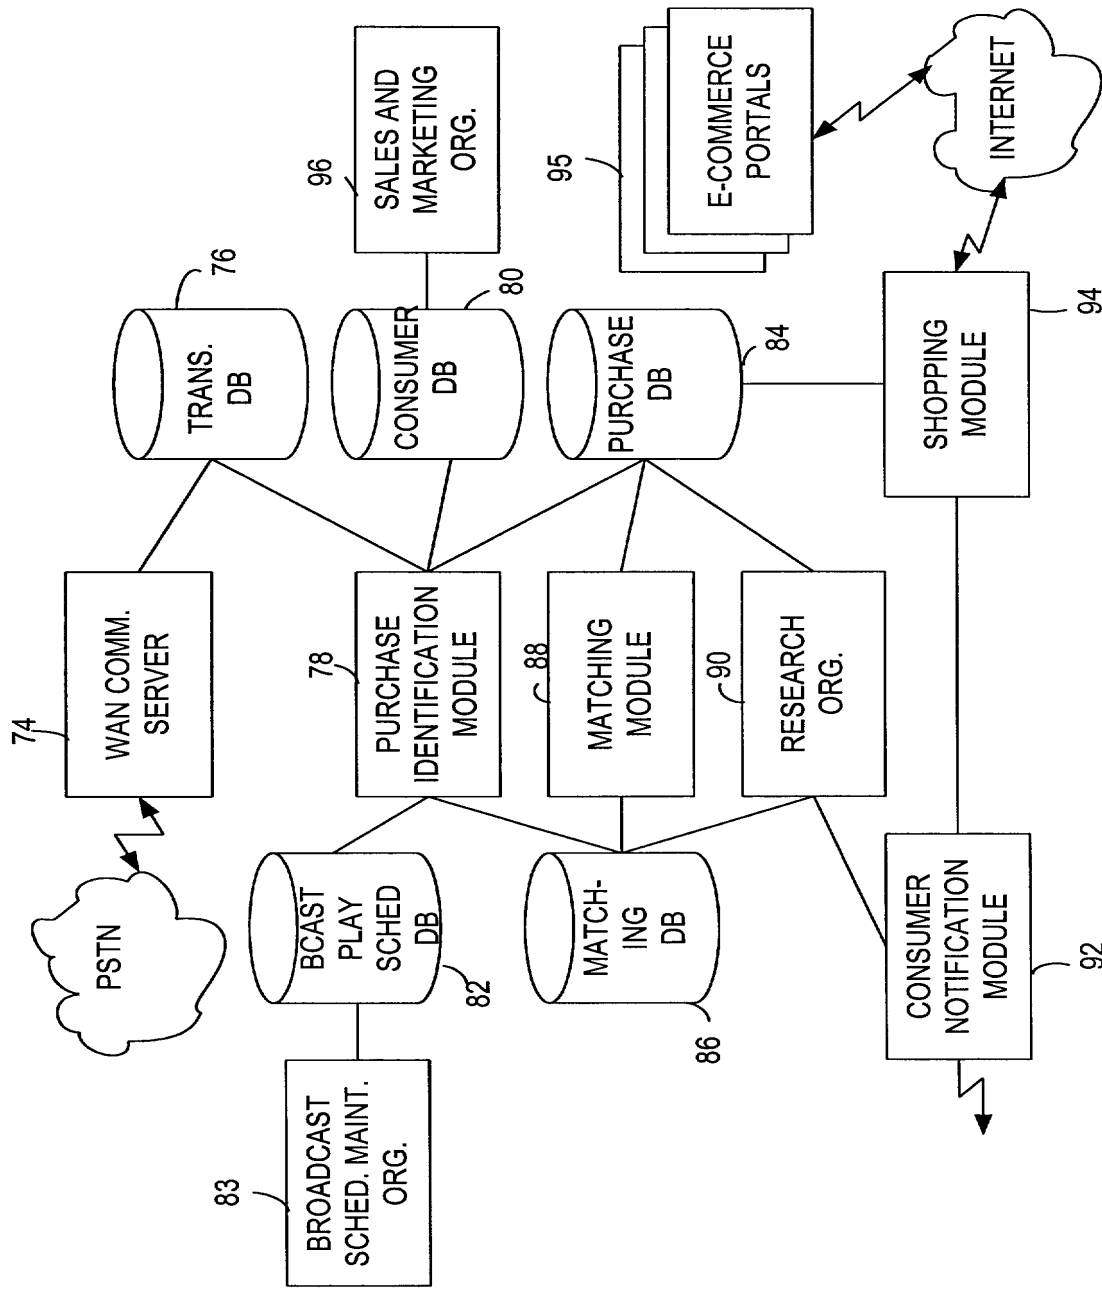 74
WAN COMM.
SERVER
PSTN
TRANS.
DB
76
83
BROADCAST
SCHED. MAINT.
ORG.
BCAST
PLAY
SCHED
DB
82
78
PURCHASE
IDENTIFICATION
MODULE
CONSUMER
DB
80
96
SALES AND
MARKETING
ORG.
MATCH-
ING
DB
86
88
MATCHING
MODULE
PURCHASE
DB
84
95
E-COMMERCE
PORTALS
90
RESEARCH
ORG.
CONSUMER
NOTIFICATION
MODULE
92
SHOPPING
MODULE
94
INTERNET